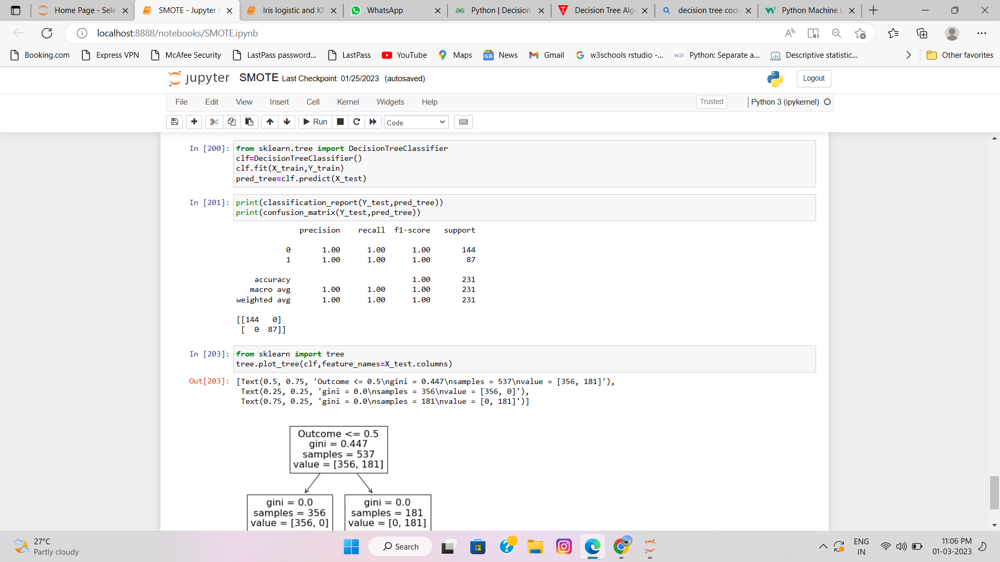 Home Page - Sele
SMOTE - Jupyter N
Iris logistic and KN
WhatsApp
Python | Decision
Decision Tree Algo
decision tree code
Python Machine L
localhost:8888/notebooks/SMOTE.ipynb
Booking.com
Express VPN
McAfee Security
LastPass password...
LastPass
YouTube
Maps
News
Gmail
w3schools rstudio -...
Python: Separate a...
Descriptive statistic...
Other favorites
jupyter SMOTE Last Checkpoint: 01/25/2023 (autosaved)
Logout
File Edit View Insert Cell Kernel Widgets Help
Trusted
Python 3 (ipykernel)
Run
Code
In [200]: from sklearn.tree import DecisionTreeClassifier
clf=DecisionTreeClassifier()
clf.fit(X_train,Y_train)
pred_tree=clf.predict(X_test)
In [201]: print(classification_report(Y_test,pred_tree))
print(confusion_matrix(Y_test,pred_tree))
precision recall f1-score support
0 1.00 1.00 1.00 144
1 1.00 1.00 1.00 87
accuracy 1.00 231
macro avg 1.00 1.00 1.00 231
weighted avg 1.00 1.00 1.00 231
[[144 0]
[ 0 87]]
In [203]: from sklearn import tree
tree.plot_tree(clf,feature_names=X_test.columns)
Out[203]: [Text(0.5, 0.75, 'Outcome <= 0.5\ngini = 0.447\nsamples = 537\nvalue = [356, 181]'),
Text(0.25, 0.25, 'gini = 0.0\nsamples = 356\nvalue = [356, 0]'),
Text(0.75, 0.25, 'gini = 0.0\nsamples = 181\nvalue = [0, 181]')]
Outcome <= 0.5
gini = 0.447
samples = 537
value = [356, 181]
gini = 0.0
samples = 356
value = [356, 0]
gini = 0.0
samples = 181
value = [0, 181]
27°C
Partly cloudy
Search
ENG
IN
11:06 PM
01-03-2023